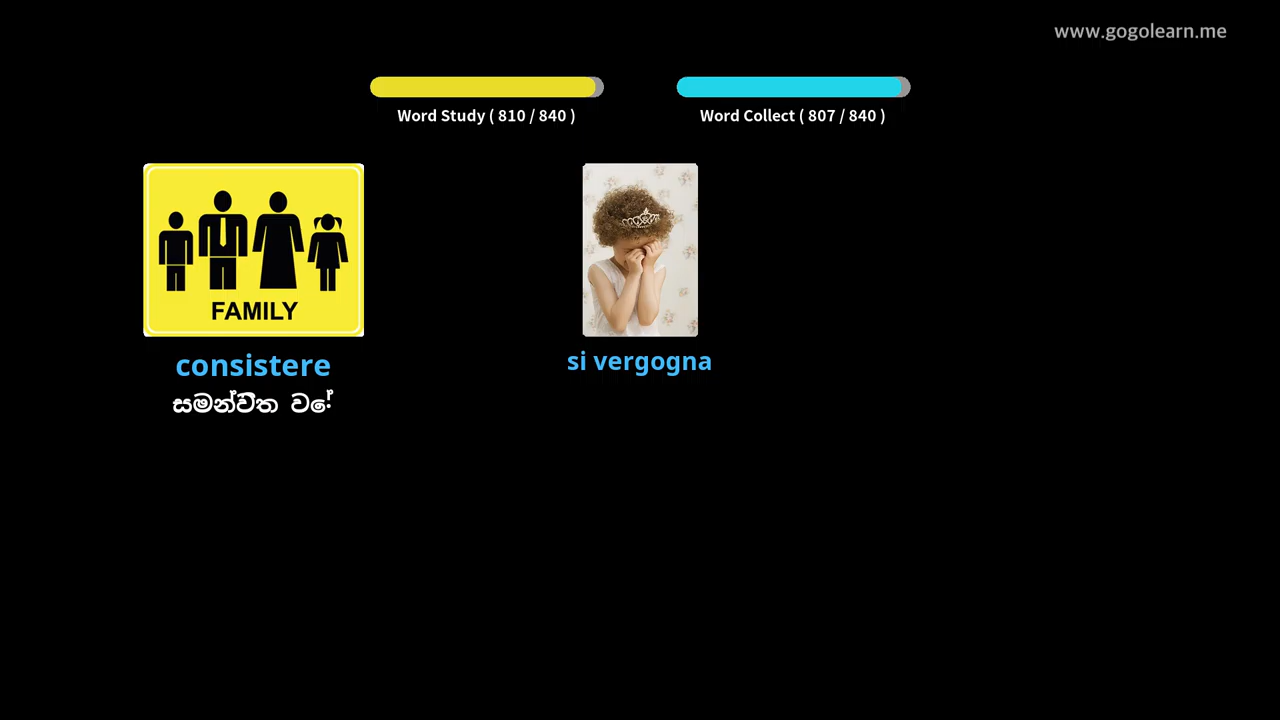 www.gogolearn.me
Word Study ( 810 / 840 )
Word Collect ( 807 / 840 )
FAMILY
consistere
සමන්විත වේ!
si vergogna